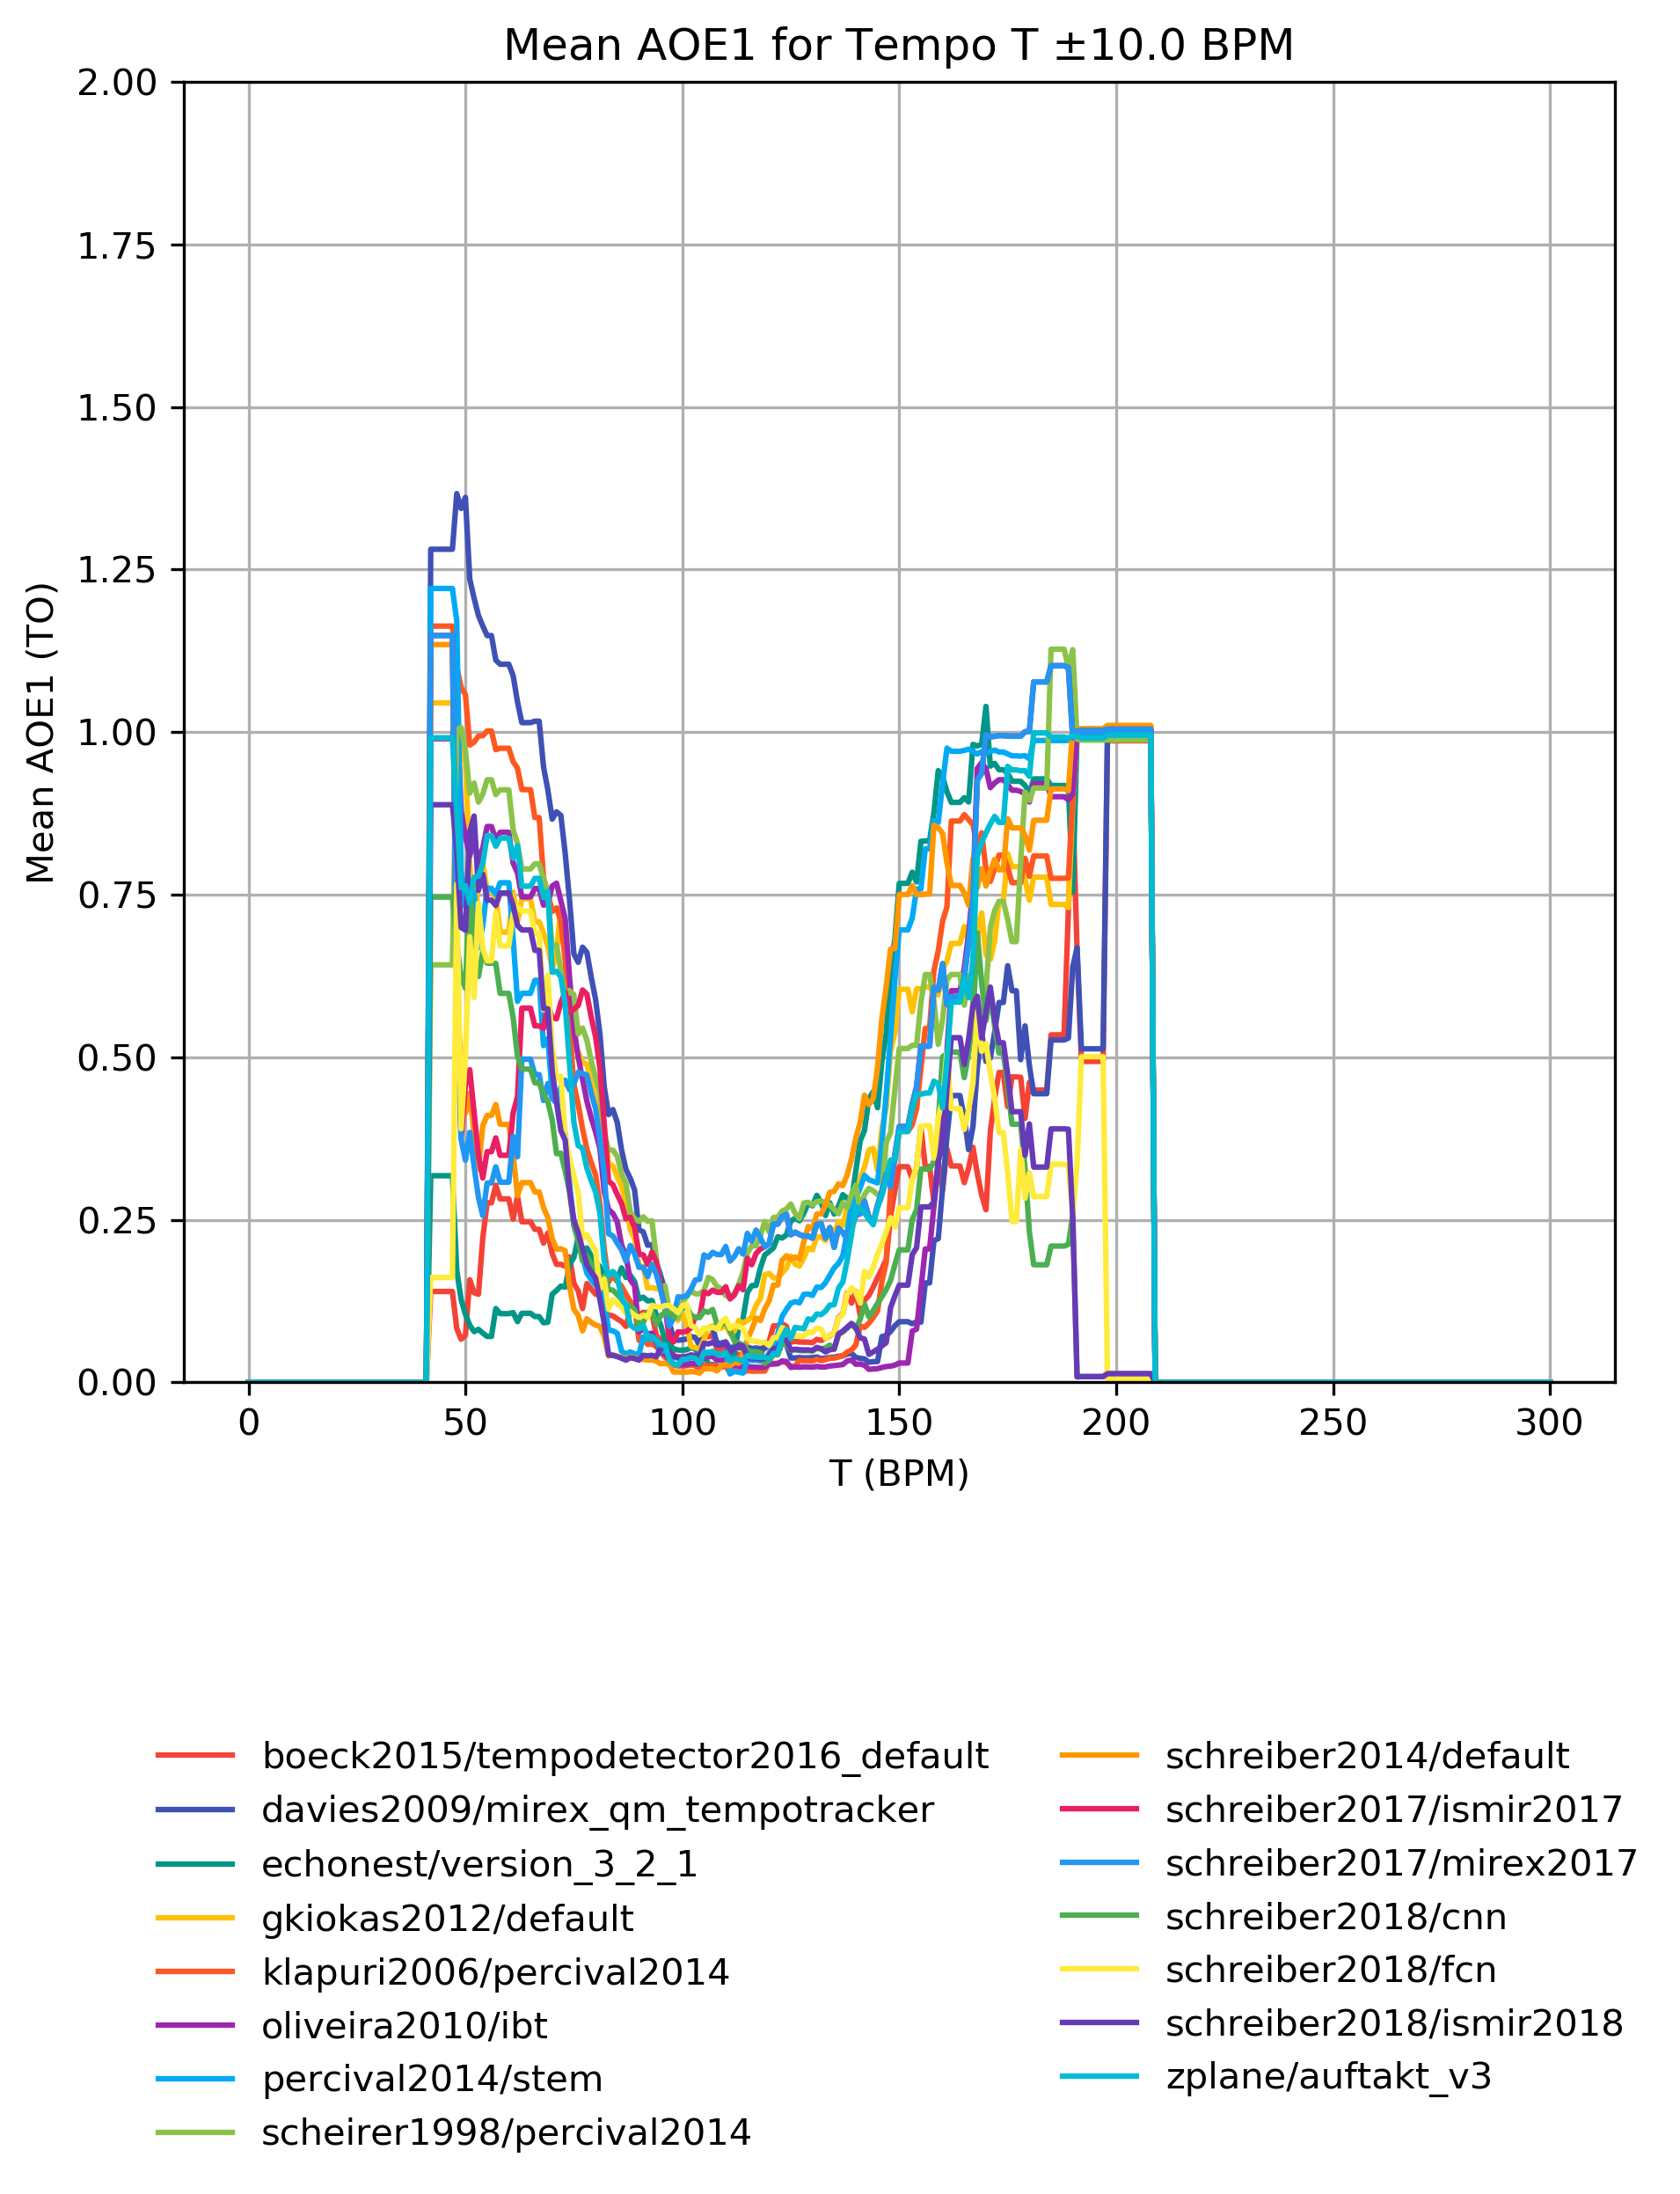 Mean AOE1 for Tempo T ±10.0 BPM
2.00
1.75
1.50
1.25
1.00
0.75
0.50
0.25
0.00
Mean AOE1 (TO)
0 50 100 150 200 250 300
T (BPM)
boeck2015/tempodetector2016_default
davies2009/mirex_qm_tempotracker
echonest/version_3_2_1
gkiokas2012/default
klapuri2006/percival2014
oliveira2010/ibt
percival2014/stem
scheirer1998/percival2014
schreiber2014/default
schreiber2017/ismir2017
schreiber2017/mirex2017
schreiber2018/cnn
schreiber2018/fcn
schreiber2018/ismir2018
zplane/auftakt_v3